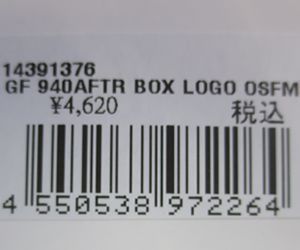 14391376
GF 940AFTR BOX LOGO OSFM
¥4,620 税込
4 550538 972264